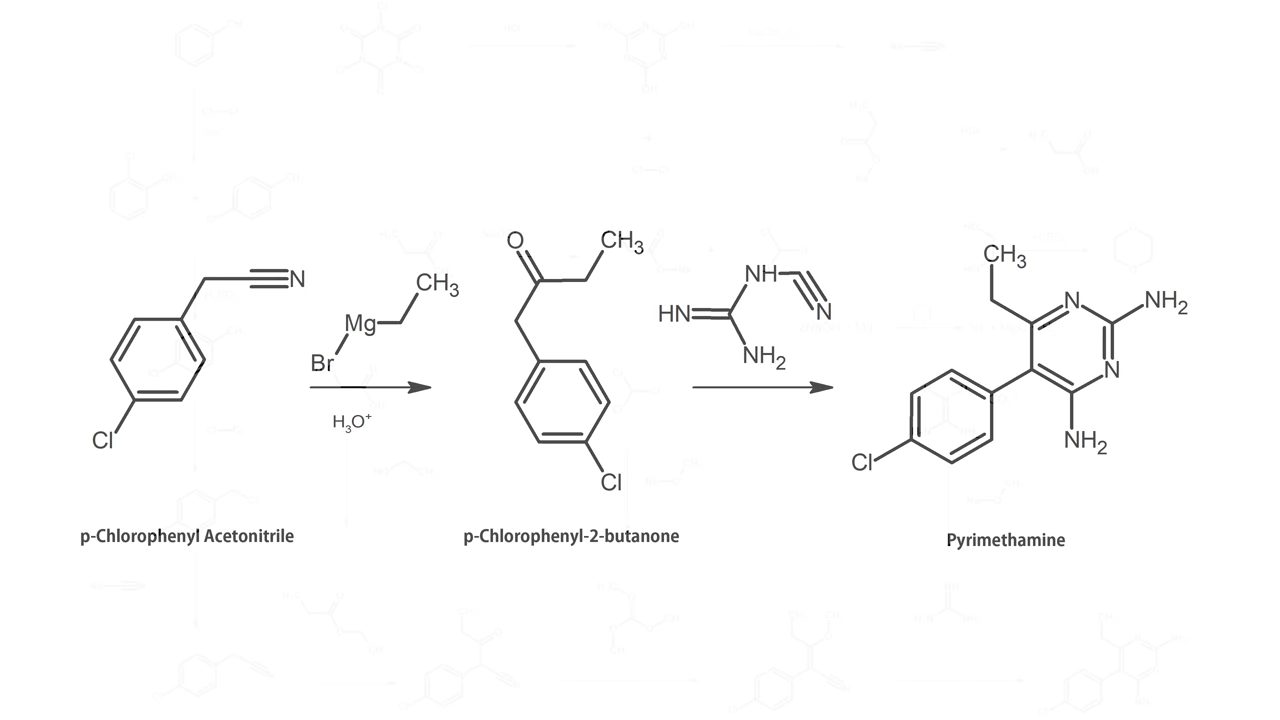 O
CH3
N
CH3
Mg
Br
H3O+
Cl
Cl
NH
N
HN
NH2
CH3
N
NH2
N
NH2
Cl
p-Chlorophenyl Acetonitrile
p-Chlorophenyl-2-butanone
Pyrimethamine